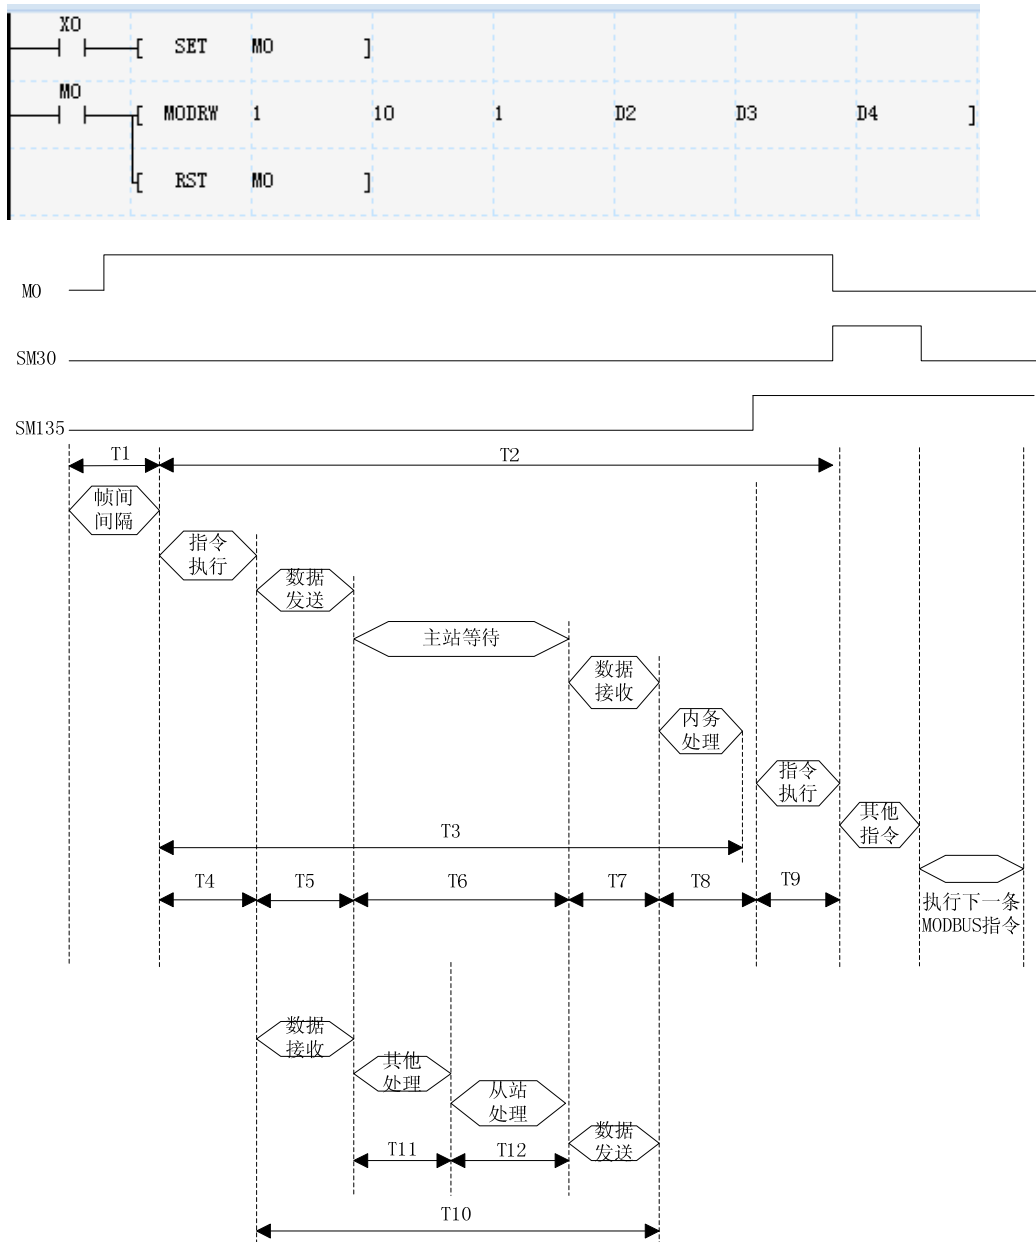 X0
[ SET M0 ]
M0
[ MODRW 1 10 1 D2 D3 D4 ]
[ RST M0 ]
M0
SM30
SM135
T1
T2
帧间
间隔
指令
执行
数据
发送
主站等待
数据
接收
内务
处理
指令
执行
其他
指令
T3
T4
T5
T6
T7
T8
T9
执行下一条
MODBUS指令
数据
接收
其他
处理
从站
处理
数据
发送
T11
T12
T10